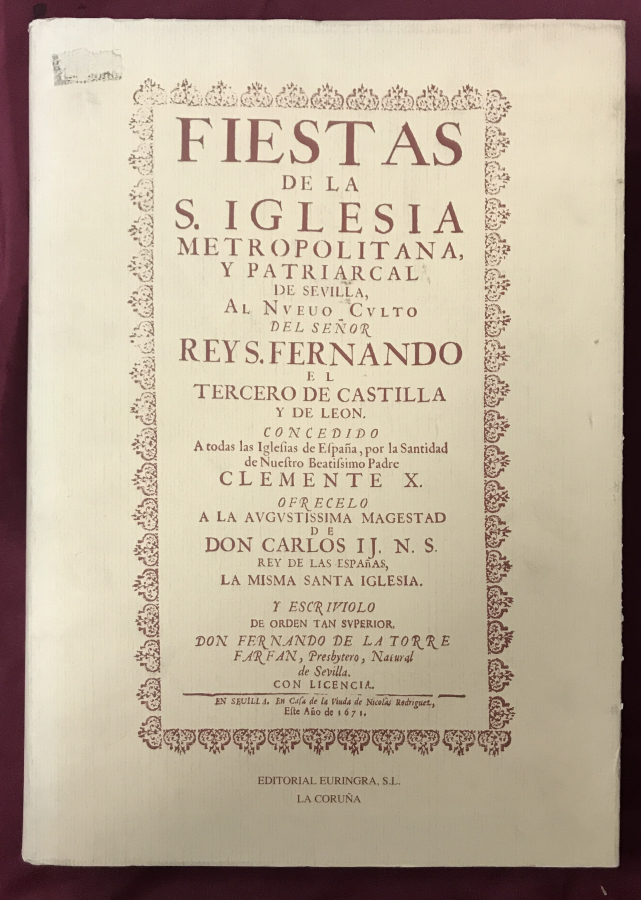 FIESTAS
DE LA
S. IGLESIA
METROPOLITANA,
Y PATRIARCAL
DE SEVILLA,
AL NVEUO CVLTO
DEL SEÑOR
REY S. FERNANDO
EL
TERCERO DE CASTILLA
Y DE LEON.
CONCEDIDO
A todas las Iglesias de España, por la Santidad
de Nuestro Beatissimo Padre
CLEMENTE X.
OFRECELO
A LA AVGVSTISSIMA MAGESTAD
DE
DON CARLOS IJ. N. S.
REY DE LAS ESPAñAS,
LA MISMA SANTA IGLESIA.
Y ESCRIVIOLO
DE ORDEN TAN SVPERIOR,
DON FERNANDO DE LA TORRE
FARFAN, Presbytero, Natural
de Sevilla.
CON LICENCIA.
EN SEUILLA. En Casa de la Viuda de Nicolàs Rodriguez,
Este Año de 1671.
EDITORIAL EURINGRA, S.L.
LA CORUÑA